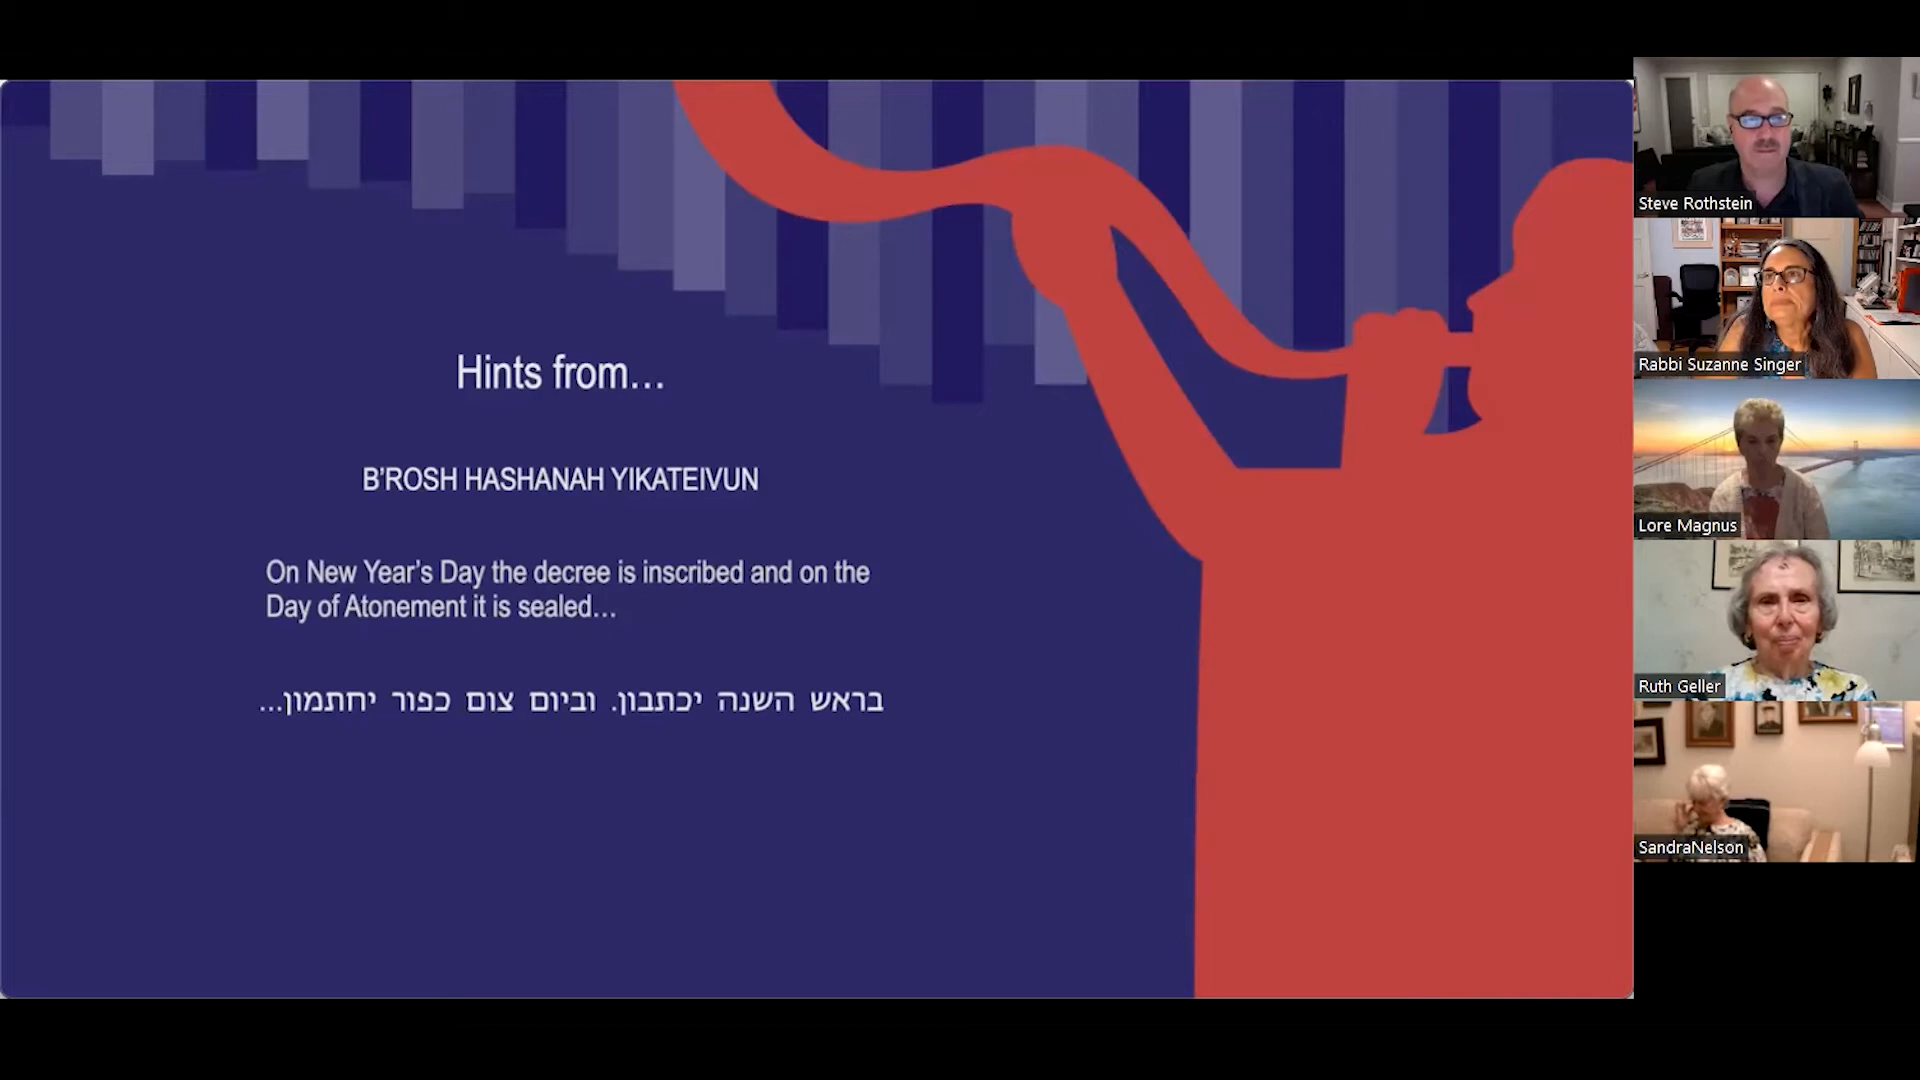 Hints from…
B’ROSH HASHANAH YIKATEIVUN
On New Year’s Day the decree is inscribed and on the
Day of Atonement it is sealed…
בראש השנה יכתבון. וביום צום כפור יחתמון...
Steve Rothstein
Rabbi Suzanne Singer
Lore Magnus
Ruth Geller
SandraNelson